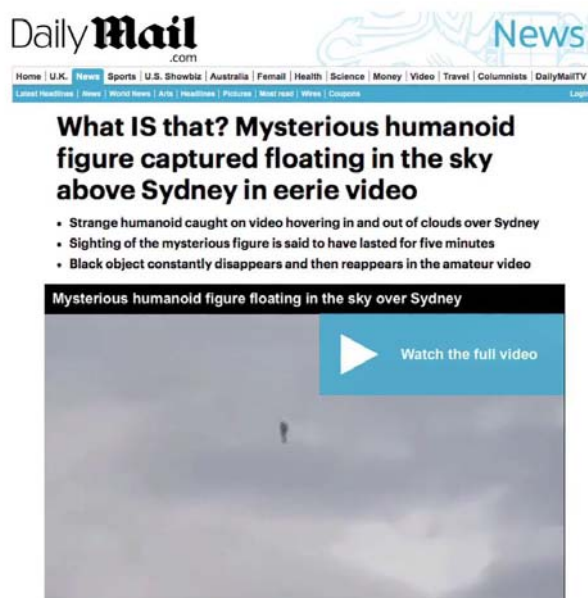 Daily Mail
.com
News
Home | U.K. | News | Sports | U.S. Showbiz | Australia | Femail | Health | Science | Money | Video | Travel | Columnists | DailyMailTV
Latest Headlines | News | World News | Arts | Headlines | Pictures | Most read | Wires | Coupons
Login
What IS that? Mysterious humanoid
figure captured floating in the sky
above Sydney in eerie video
• Strange humanoid caught on video hovering in and out of clouds over Sydney
• Sighting of the mysterious figure is said to have lasted for five minutes
• Black object constantly disappears and then reappears in the amateur video
Mysterious humanoid figure floating in the sky over Sydney
Watch the full video